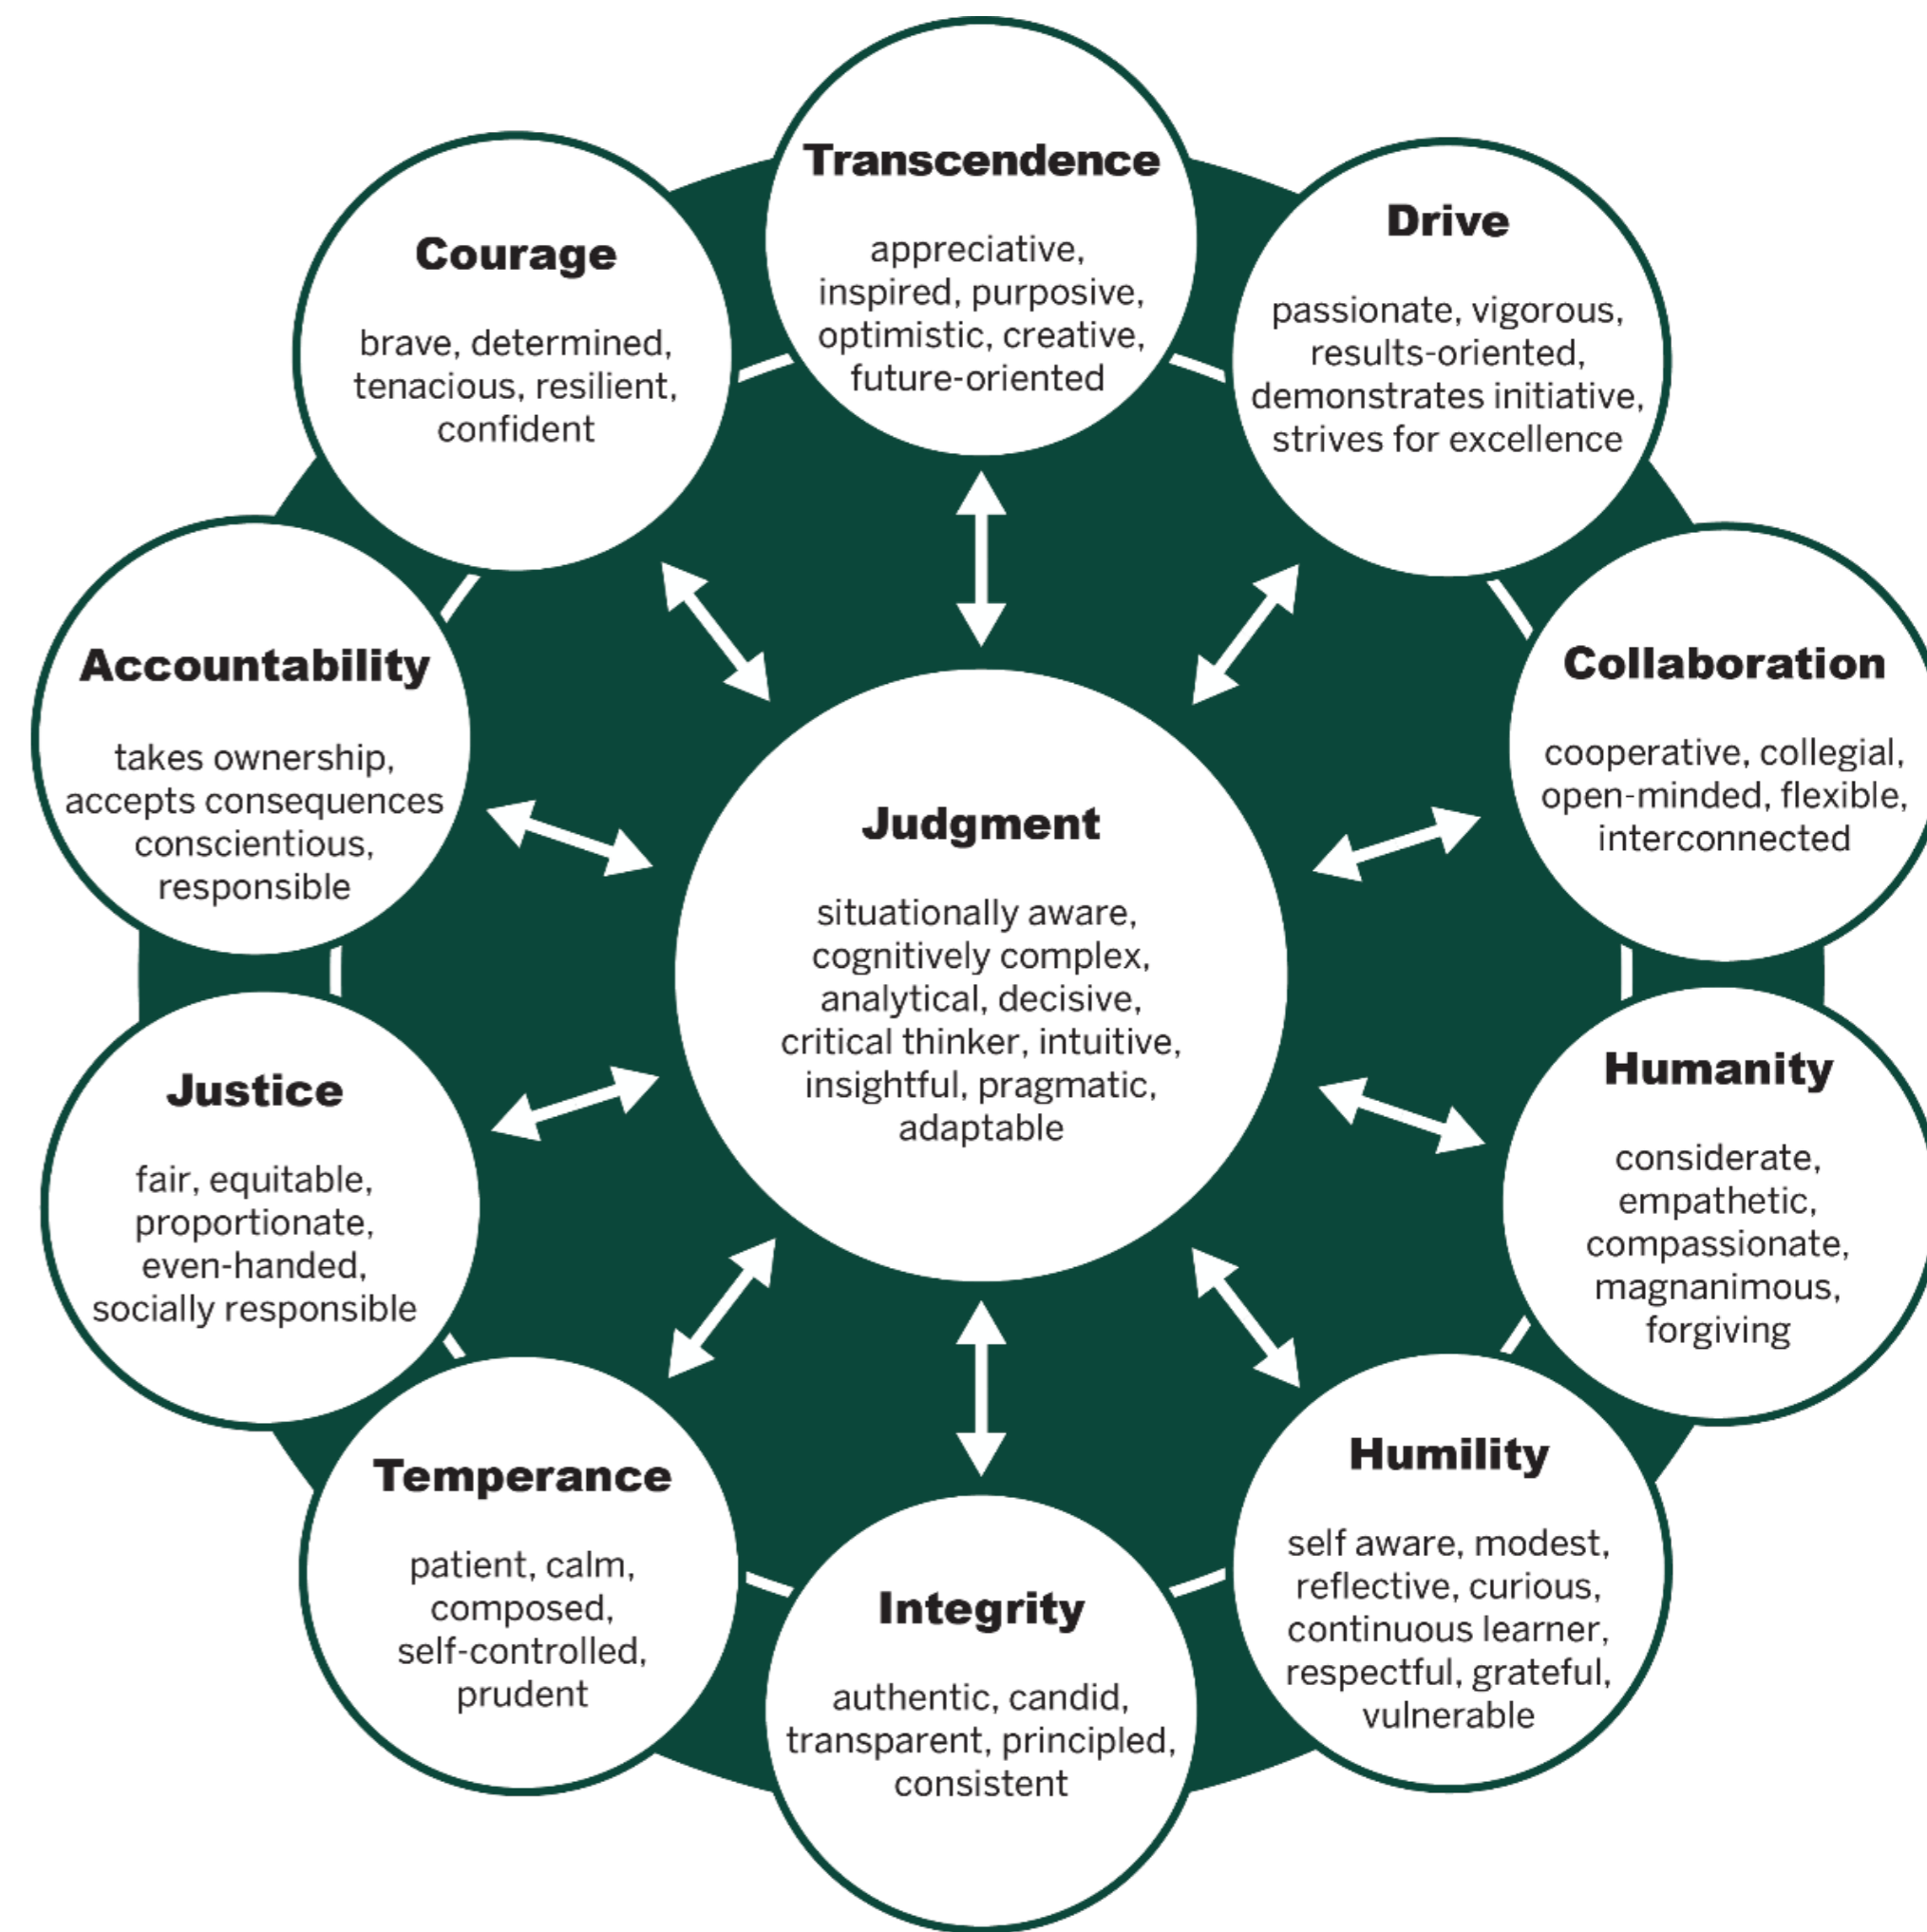 Transcendence
appreciative,
inspired, purposive,
optimistic, creative,
future-oriented
Drive
passionate, vigorous,
results-oriented,
demonstrates initiative,
strives for excellence
Collaboration
cooperative, collegial,
open-minded, flexible,
interconnected
Humanity
considerate,
empathetic,
compassionate,
magnanimous,
forgiving
Humility
self aware, modest,
reflective, curious,
continuous learner,
respectful, grateful,
vulnerable
Integrity
authentic, candid,
transparent, principled,
consistent
Temperance
patient, calm,
composed,
self-controlled,
prudent
Justice
fair, equitable,
proportionate,
even-handed,
socially responsible
Accountability
takes ownership,
accepts consequences
conscientious,
responsible
Courage
brave, determined,
tenacious, resilient,
confident
Judgment
situationally aware,
cognitively complex,
analytical, decisive,
critical thinker, intuitive,
insightful, pragmatic,
adaptable